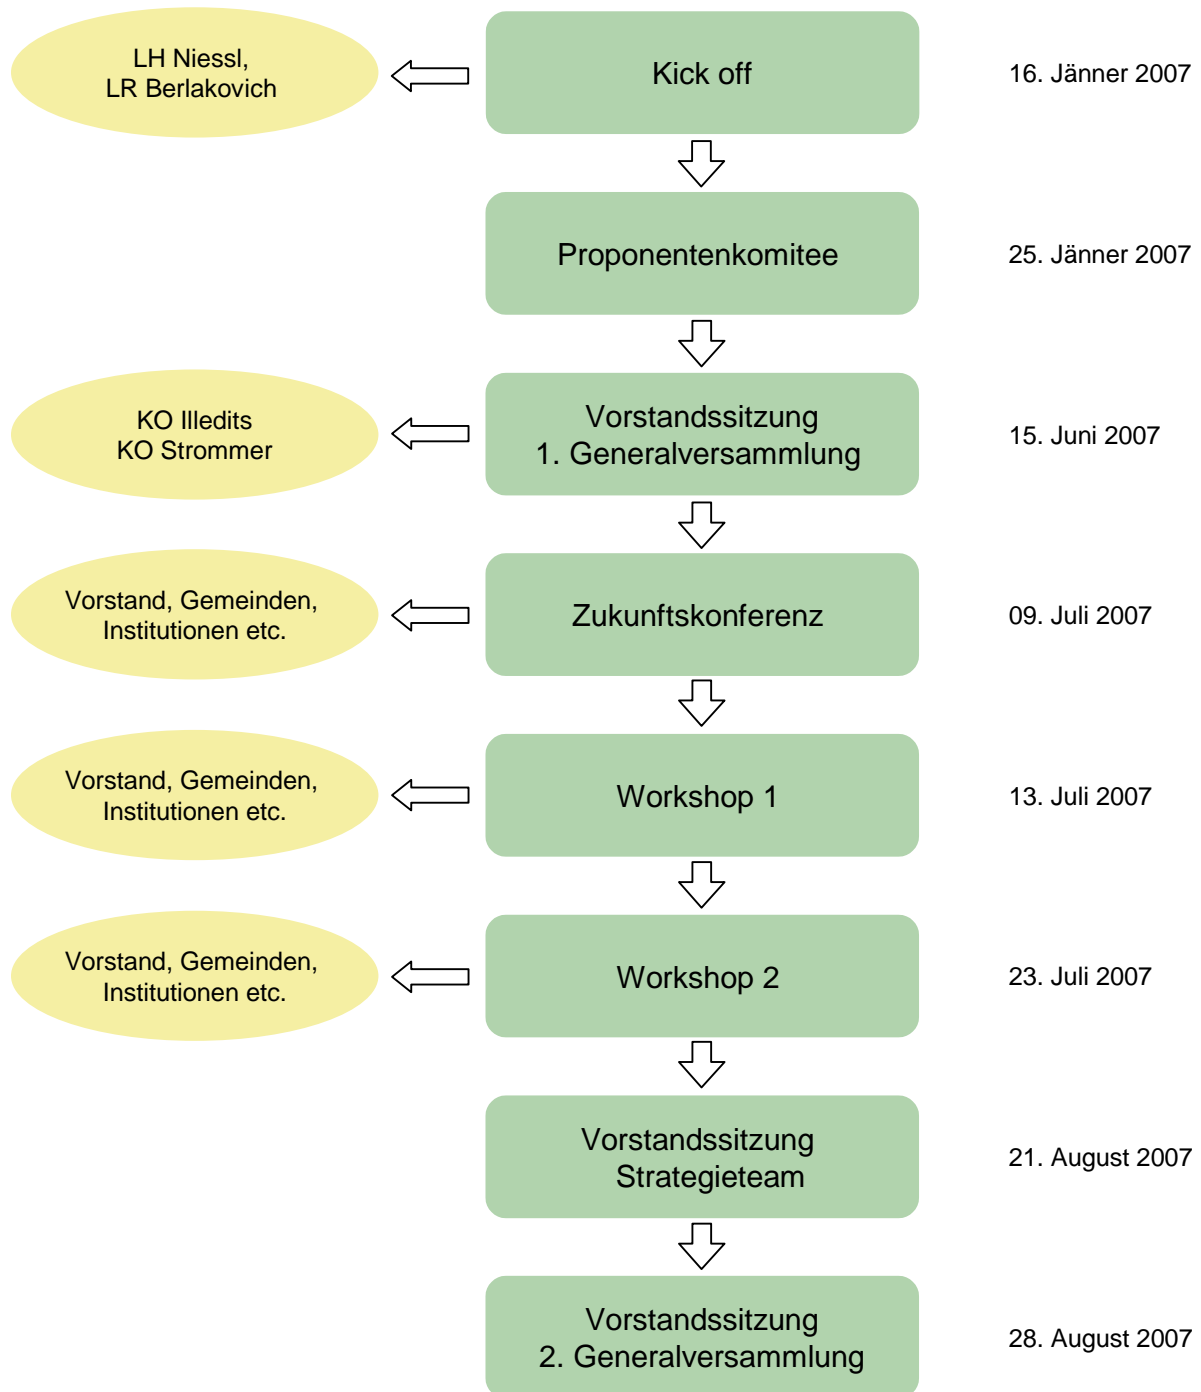 LH Niessl,
LR Berlakovich
Kick off
16. Jänner 2007
Proponentenkomitee
25. Jänner 2007
KO Illedits
KO Strommer
Vorstandssitzung
1. Generalversammlung
15. Juni 2007
Vorstand, Gemeinden,
Institutionen etc.
Zukunftskonferenz
09. Juli 2007
Vorstand, Gemeinden,
Institutionen etc.
Workshop 1
13. Juli 2007
Vorstand, Gemeinden,
Institutionen etc.
Workshop 2
23. Juli 2007
Vorstandssitzung
Strategieteam
21. August 2007
Vorstandssitzung
2. Generalversammlung
28. August 2007